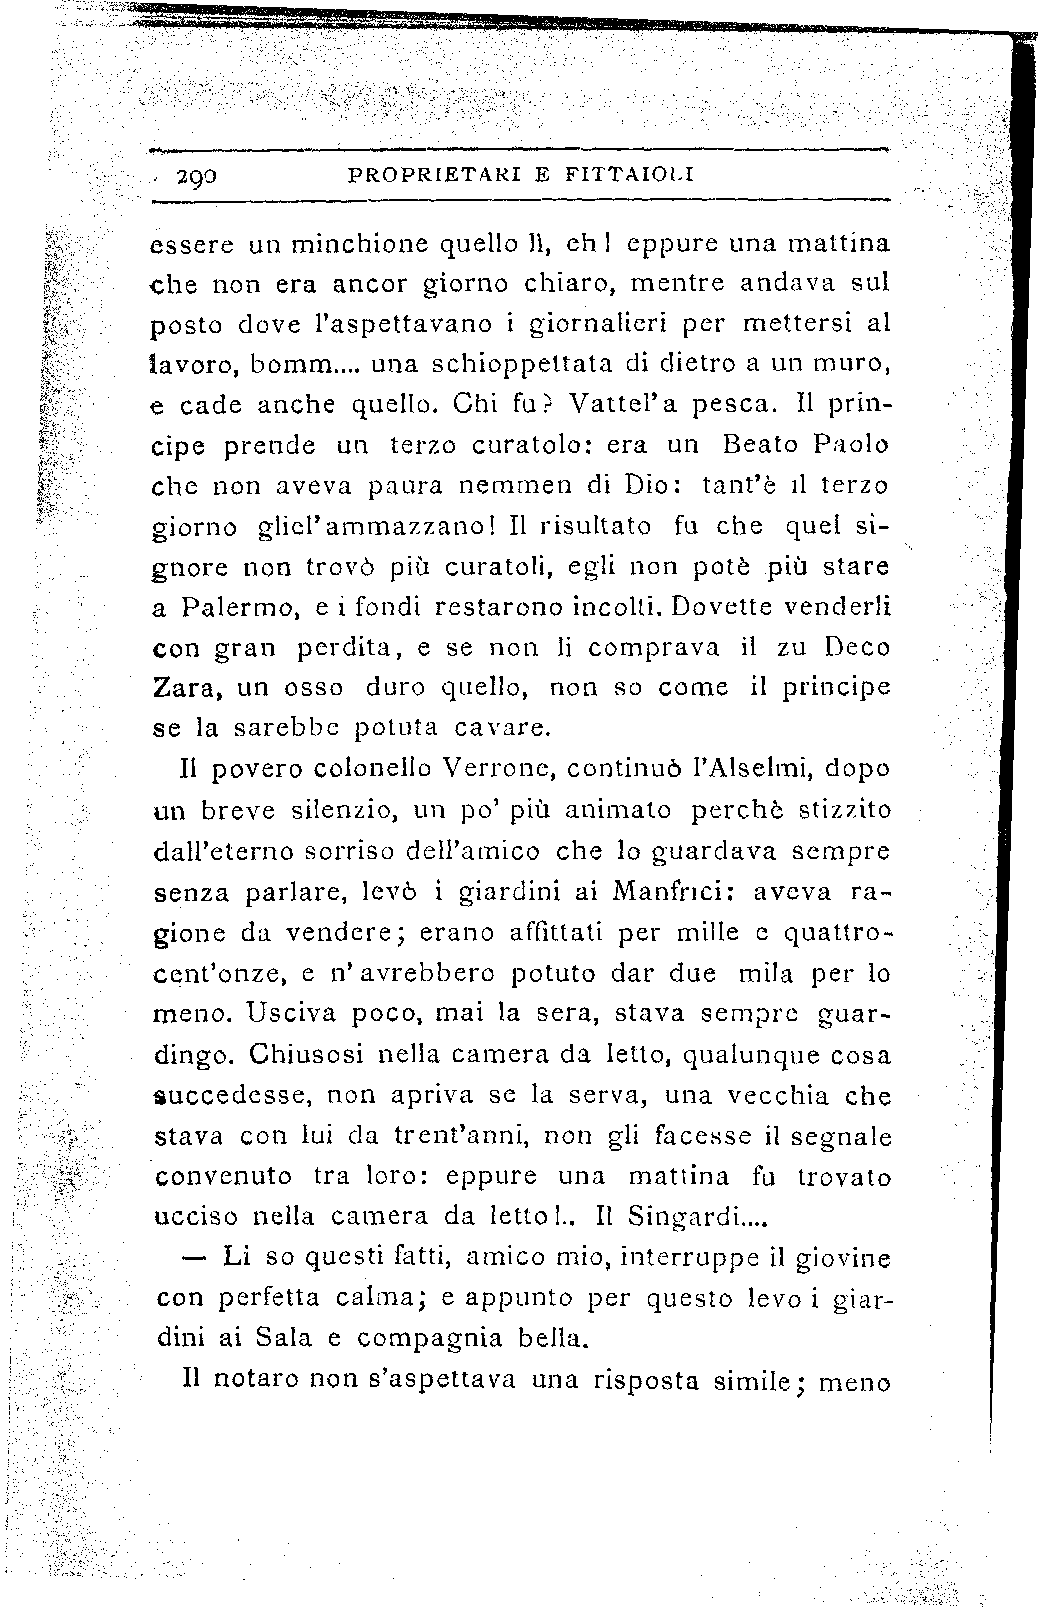 290 PROPRIETARI E FITTAIOLI
essere un minchione quello lì, eh! eppure una mattina
che non era ancor giorno chiaro, mentre andava sul
posto dove l'aspettavano i giornalieri per mettersi al
lavoro, bomm.... una schioppettata di dietro a un muro,
e cade anche quello. Chi fu? Vattel'a pesca. Il prin-
cipe prende un terzo curatolo: era un Beato Paolo
che non aveva paura nemmen di Dio: tant'è il terzo
giorno gliel'ammazzano! Il risultato fu che quel si-
gnore non trovò più curatoli, egli non potè più stare
a Palermo, e i fondi restarono incolti. Dovette venderli
con gran perdita, e se non li comprava il zu Deco
Zara, un osso duro quello, non so come il principe
se la sarebbe potuta cavare.
Il povero colonello Verrone, continuò l'Alselmi, dopo
un breve silenzio, un po' più animato perchè stizzito
dall'eterno sorriso dell'amico che lo guardava sempre
senza parlare, levò i giardini ai Manfrici: aveva ra-
gione da vendere; erano affittati per mille e quattro-
cent'onze, e n'avrebbero potuto dar due mila per lo
meno. Usciva poco, mai la sera, stava sempre guar-
dingo. Chiusosi nella camera da letto, qualunque cosa
succedesse, non apriva se la serva, una vecchia che
stava con lui da trent'anni, non gli facesse il segnale
convenuto tra loro: eppure una mattina fu trovato
ucciso nella camera da letto!.. Il Singardi....
— Li so questi fatti, amico mio, interruppe il giovine
con perfetta calma; e appunto per questo levo i giar-
dini ai Sala e compagnia bella.
Il notaro non s'aspettava una risposta simile; meno